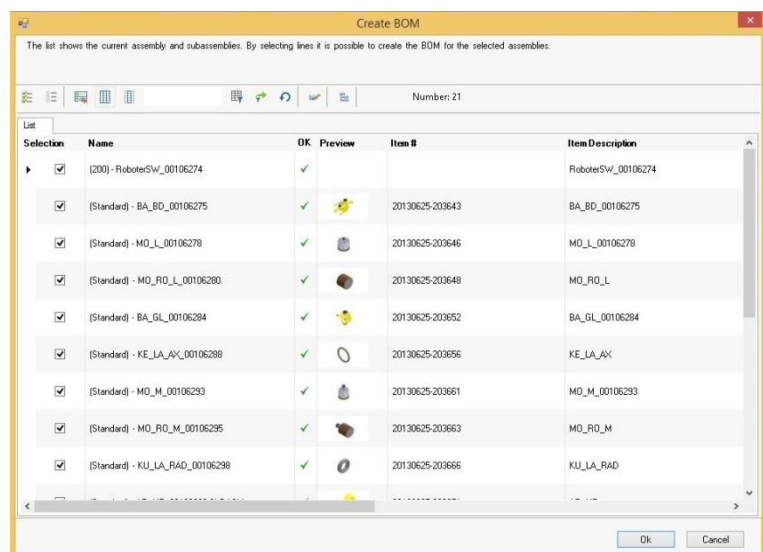 Create BOM
The list shows the current assembly and subassemblies. By selecting lines it is possible to create the BOM for the selected assemblies.
Number: 21
List
Selection Name OK Preview Item # Item Description
(200) - RoboterSW_00106274 RoboterSW_00106274
(Standard) - BA_BD_00106275 20130625-203643 BA_BD_00106275
(Standard) - MO_L_00106278 20130625-203646 MO_L_00106278
(Standard) - MO_RO_L_00106280. 20130625-203648 MO_RO_L
(Standard) - BA_GL_00106284 20130625-203652 BA_GL_00106284
(Standard) - KE_LA_AX_00106288 20130625-203656 KE_LA_AX
(Standard) - MO_M_00106293 20130625-203661 MO_M_00106293
(Standard) - MO_RO_M_00106295 20130625-203663 MO_RO_M
(Standard) - KU_LA_RAD_00106298 20130625-203666 KU_LA_RAD
Ok Cancel